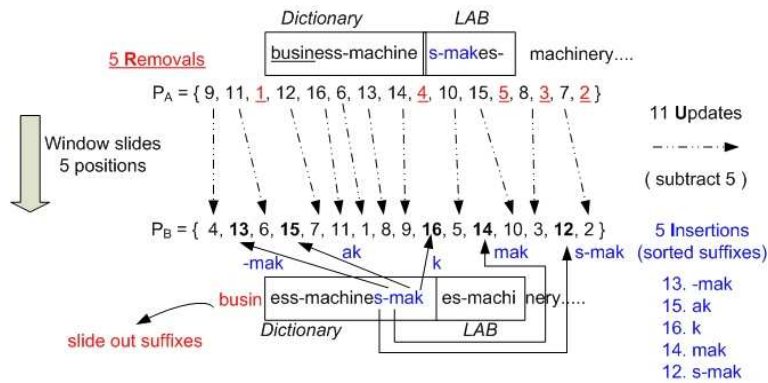 Dictionary LAB
5 Removals business-machine s-makes- machinery....
P_A = { 9, 11, 1, 12, 16, 6, 13, 14, 4, 10, 15, 5, 8, 3, 7, 2 }
11 Updates
Window slides
5 positions
( subtract 5 )
P_B = { 4, 13, 6, 15, 7, 11, 1, 8, 9, 16, 5, 14, 10, 3, 12, 2 }
5 Insertions
(sorted suffixes)
-mak ak k mak s-mak
13. -mak
15. ak
16. k
14. mak
12. s-mak
busin ess-machines-mak es-machi nery.....
Dictionary LAB
slide out suffixes